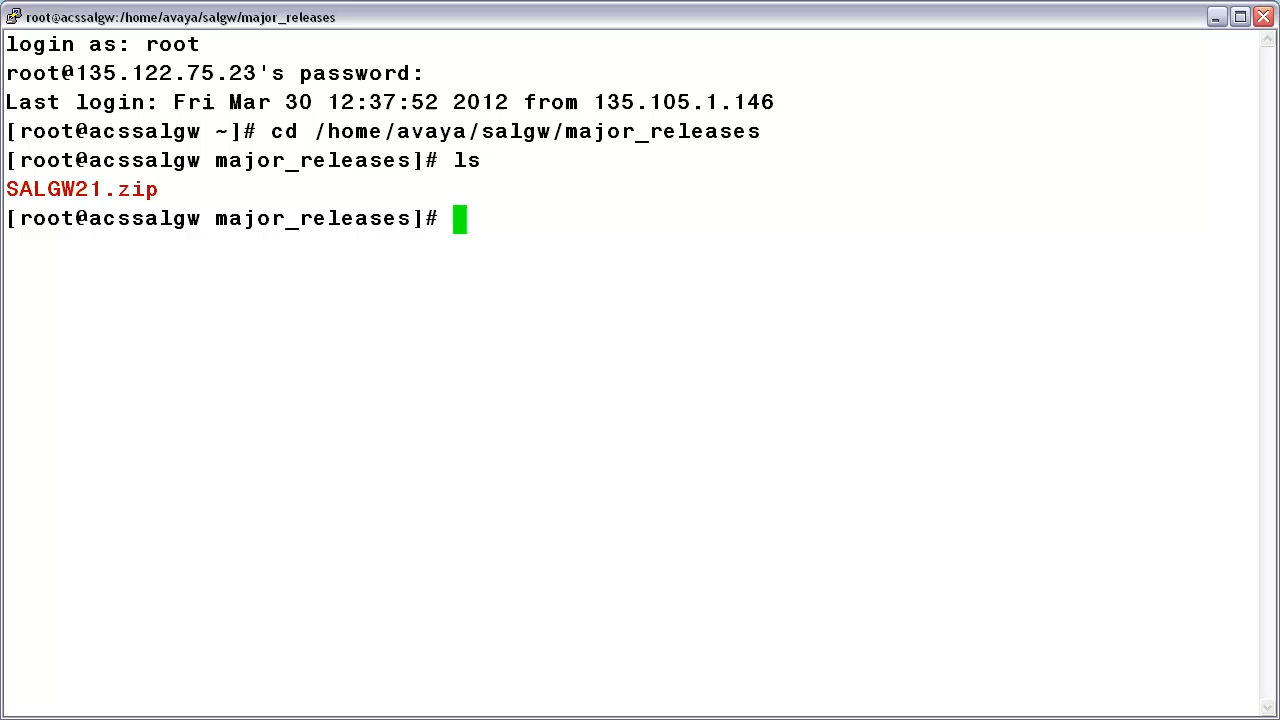 root@acssalgw:/home/avaya/salgw/major_releases
login as: root
root@135.122.75.23's password:
Last login: Fri Mar 30 12:37:52 2012 from 135.105.1.146
[root@acssalgw ~]# cd /home/avaya/salgw/major_releases
[root@acssalgw major_releases]# ls
SALGW21.zip
[root@acssalgw major_releases]#